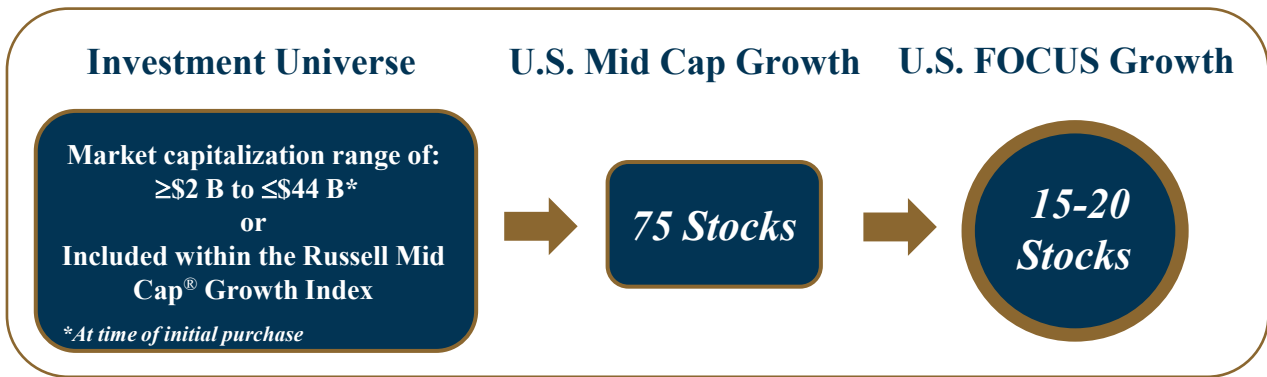 Investment Universe
U.S. Mid Cap Growth
U.S. FOCUS Growth
Market capitalization range of:
≥$2 B to ≤$44 B*
or
Included within the Russell Mid
Cap® Growth Index
*At time of initial purchase
75 Stocks
15-20
Stocks